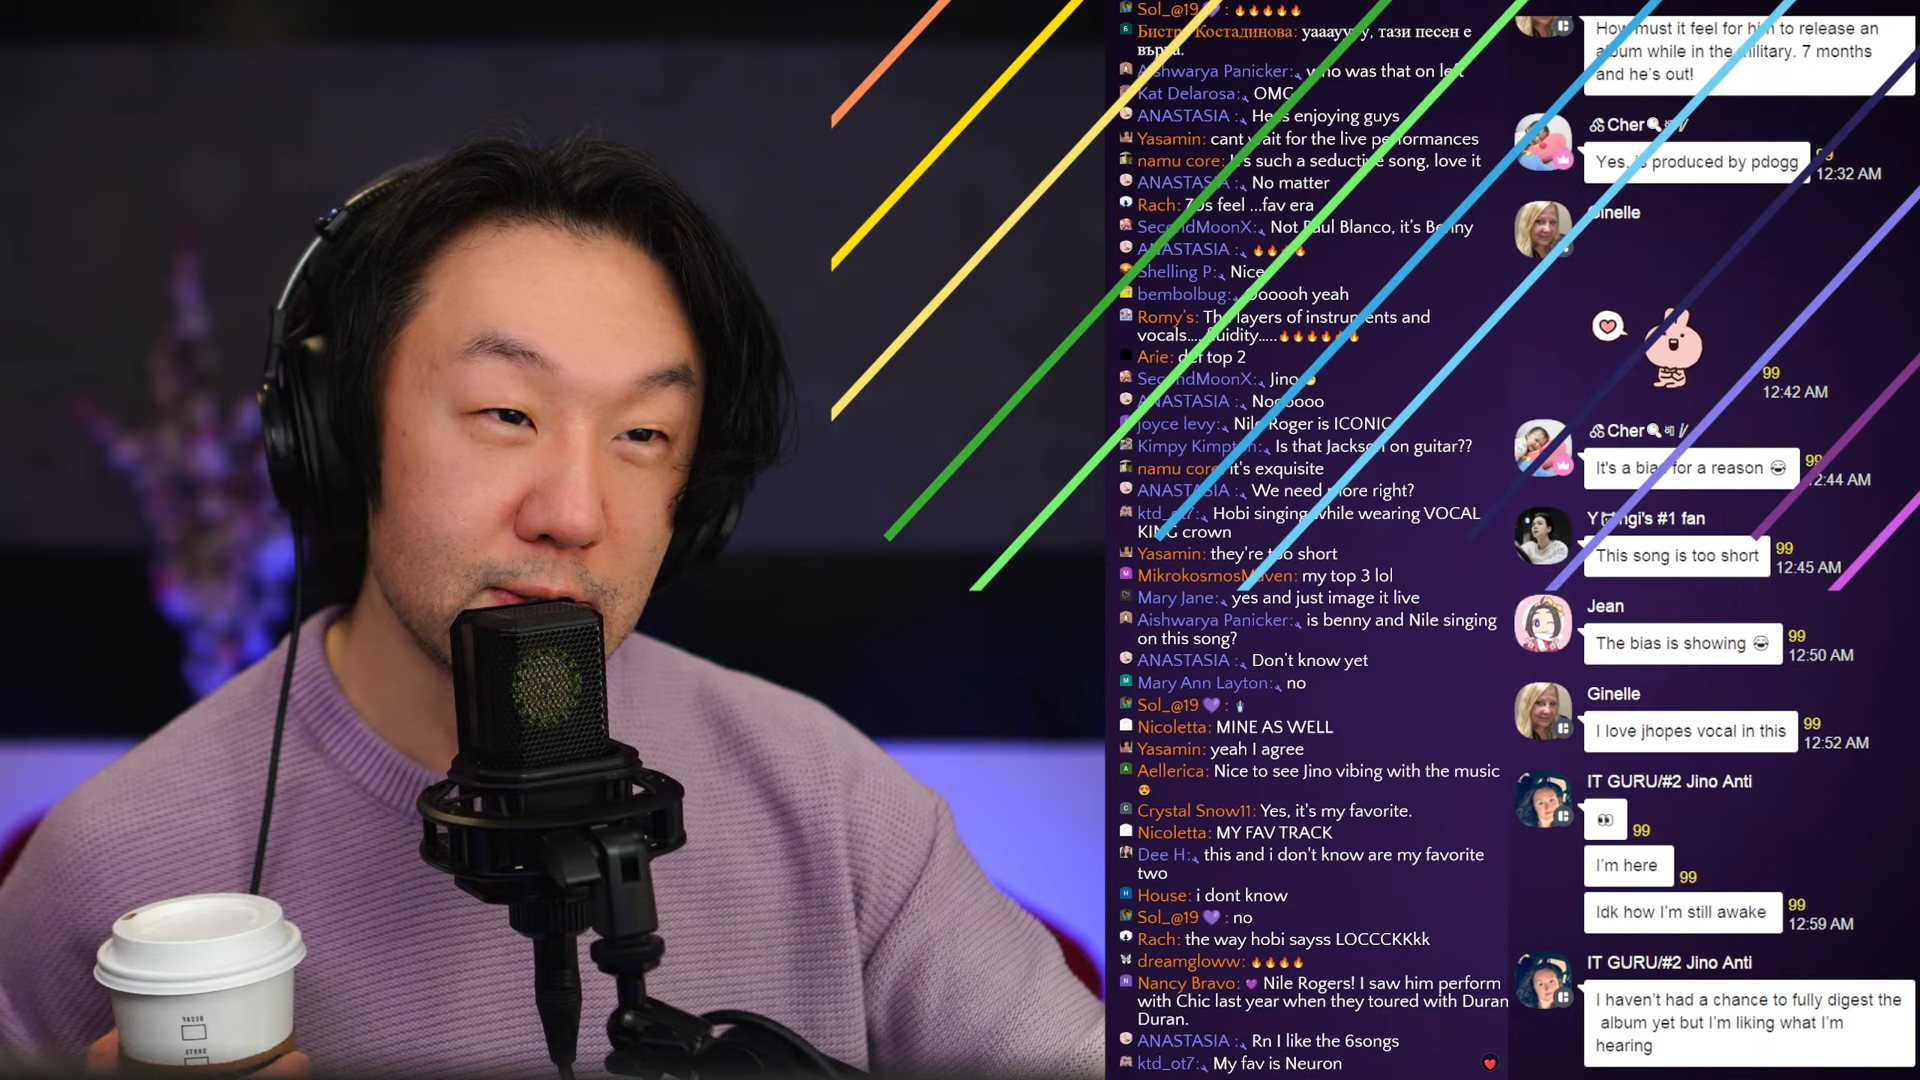 Sol_@19 💜 : 🔥🔥🔥🔥🔥
Бистра Костадинова: уааауууу, тази песен е
върха.
Aishwarya Panicker: who was that on left
Kat Delarosa: OMG
ANASTASIA : He's enjoying guys
Yasamin: cant wait for the live performances
namu core: it's such a seductive song, love it
ANASTASIA : No matter
Rach: 70s feel ...fav era
SecondMoonX: Not Paul Blanco, it's Benny
ANASTASIA : 🔥🔥🔥🔥
Shelling P: Nice
bembolbug: Oooooh yeah
Romy's: The layers of instruments and
vocals.....fluidity.....🔥🔥🔥🔥🔥🔥
Arie: def top 2
SecondMoonX: Jino
ANASTASIA : Noooooo
joyce levy: Nile Roger is ICONIC
Kimpy Kimpton: Is that Jackson on guitar??
namu core: it's exquisite
ANASTASIA : We need more right?
ktd_ot7: Hobi singing while wearing VOCAL
KING crown
Yasamin: they're too short
MikrokosmosMaven: my top 3 lol
Mary Jane: yes and just image it live
Aishwarya Panicker: is benny and Nile singing
on this song?
ANASTASIA : Don't know yet
Mary Ann Layton: no
Sol_@19 💜 :
Nicoletta: MINE AS WELL
Yasamin: yeah I agree
Aellerica: Nice to see Jino vibing with the music
😍
Crystal Snow11: Yes, it's my favorite.
Nicoletta: MY FAV TRACK
Dee H: this and i don't know are my favorite
two
House: i dont know
Sol_@19 💜 : no
Rach: the way hobi sayss LOCCCKKkk
dreamgloww: 🔥🔥🔥🔥
Nancy Bravo: 💜 Nile Rogers! I saw him perform
with Chic last year when they toured with Duran
Duran.
ANASTASIA : Rn I like the 6songs
ktd_ot7: My fav is Neuron
How must it feel for him to release an
album while in the military. 7 months
and he's out!
Cher
Yes, is produced by pdogg
99
12:32 AM
Ginelle
99
12:42 AM
Cher
It's a bias for a reason 😂
99
12:44 AM
Y ngi's #1 fan
This song is too short
99
12:45 AM
Jean
The bias is showing 😂
99
12:50 AM
Ginelle
I love jhopes vocal in this
99
12:52 AM
IT GURU/#2 Jino Anti
👀
99
I'm here
99
Idk how I'm still awake
99
12:59 AM
IT GURU/#2 Jino Anti
I haven't had a chance to fully digest the
album yet but I'm liking what I'm
hearing
DECAF
SHOTS